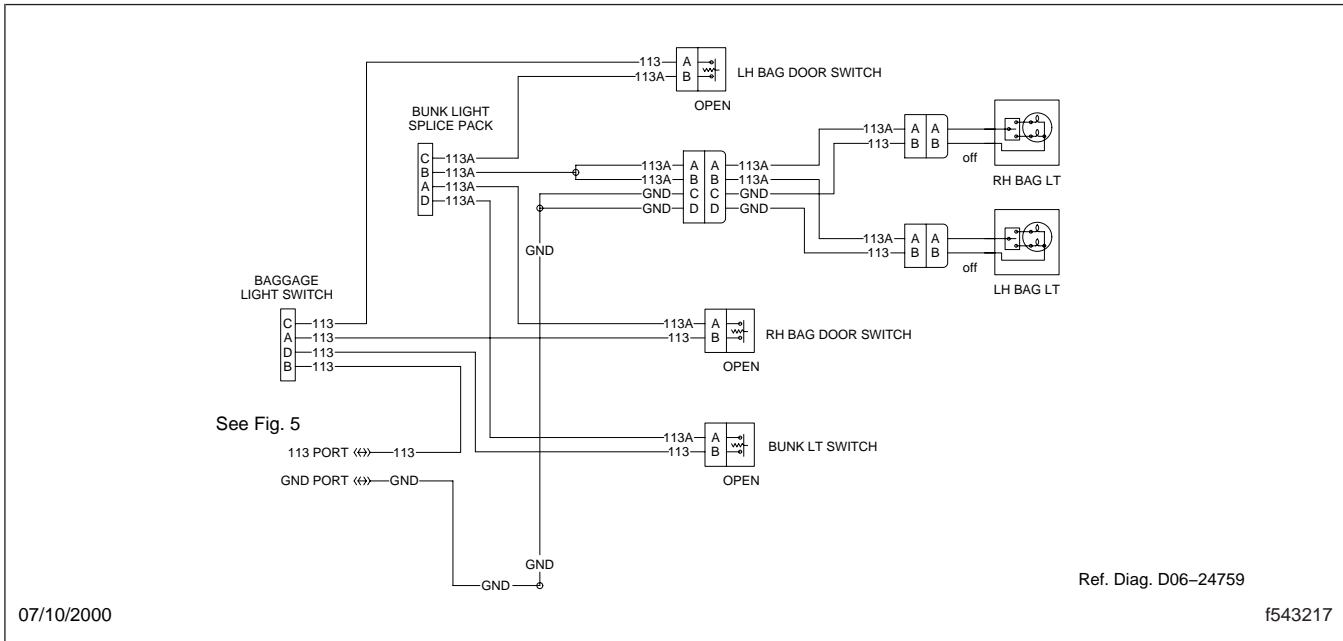 113 A LH BAG DOOR SWITCH
113A B
OPEN
BUNK LIGHT
SPLICE PACK
C 113A
B 113A
A 113A
D 113A
113A A A 113A
113A B B 113A
GND C C GND
GND D D GND
113A A A
113 B B
off
RH BAG LT
113A A A
113 B B
off
LH BAG LT
GND
BAGGAGE
LIGHT SWITCH
C 113
A 113
D 113
B 113
113A A
113 B
RH BAG DOOR SWITCH
OPEN
See Fig. 5
113 PORT 113
GND PORT GND
113A A
113 B
BUNK LT SWITCH
OPEN
GND
GND
Ref. Diag. D06−24759
07/10/2000
f543217